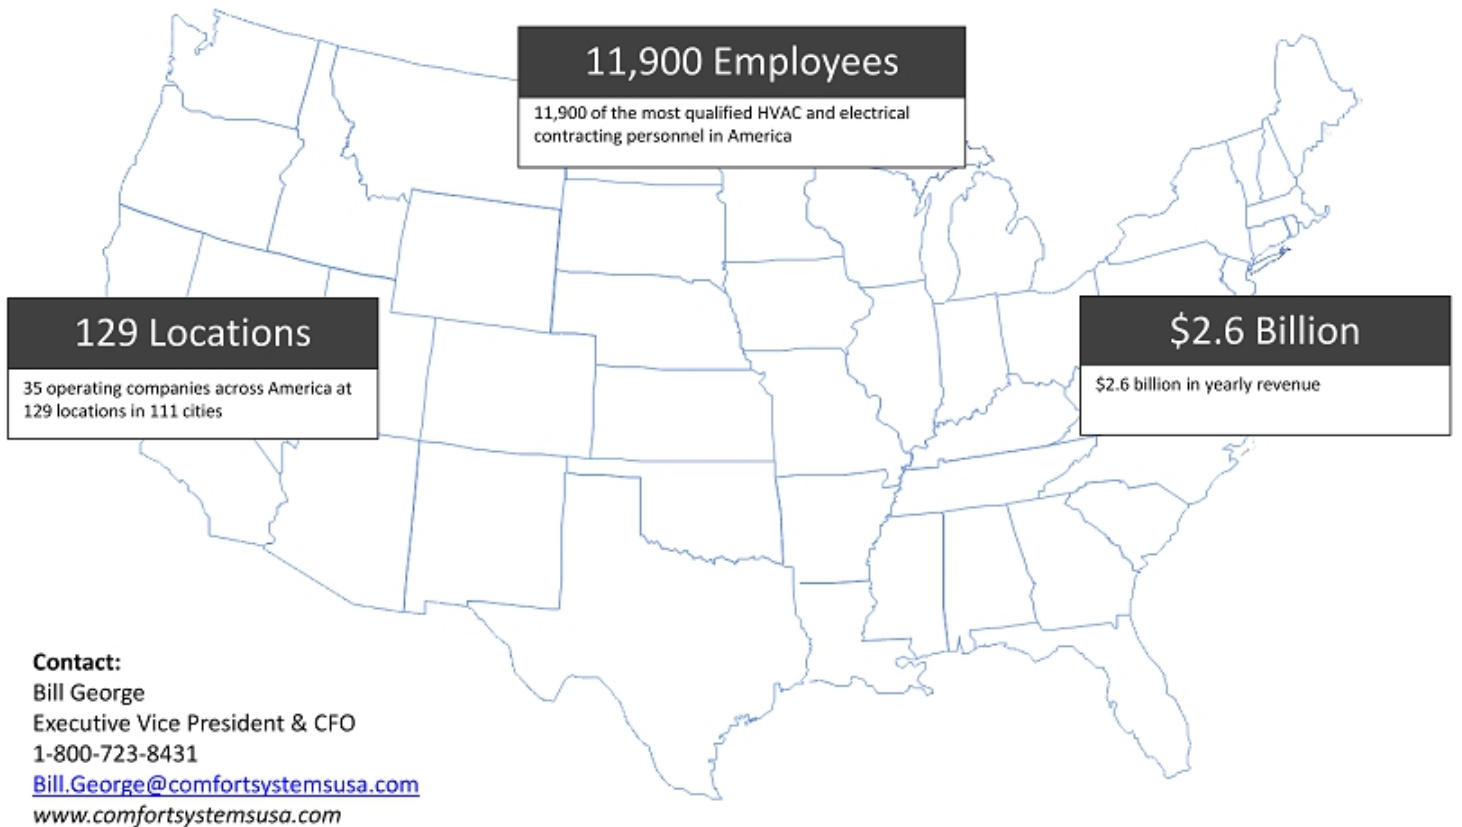 11,900 Employees
11,900 of the most qualified HVAC and electrical
contracting personnel in America
129 Locations
35 operating companies across America at
129 locations in 111 cities
$2.6 Billion
$2.6 billion in yearly revenue
Contact:
Bill George
Executive Vice President & CFO
1-800-723-8431
Bill.George@comfortsystemsusa.com
www.comfortsystemsusa.com